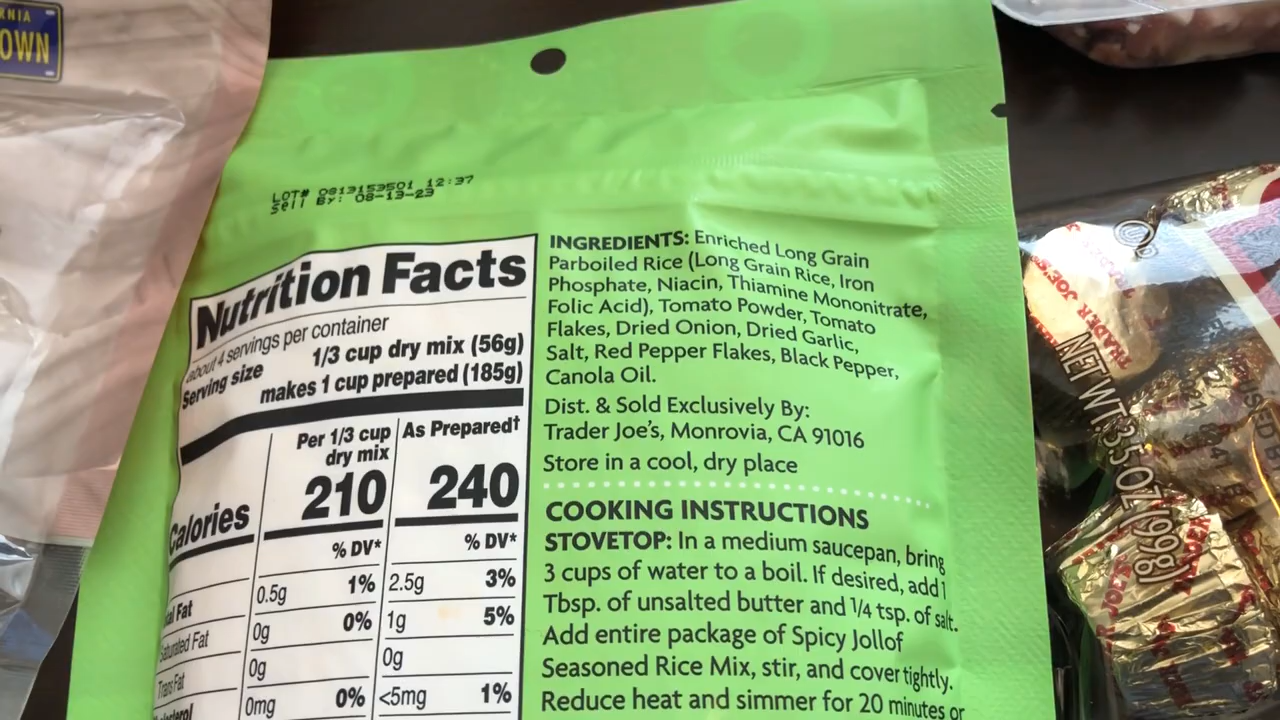 RNIA
OWN
LOT# 0813153501 12:37
Sell By: 08-13-23
Nutrition Facts
about 4 servings per container
Serving size 1/3 cup dry mix (56g)
makes 1 cup prepared (185g)
Per 1/3 cup dry mix As Prepared†
Calories 210 240
% DV* % DV*
al Fat 0.5g 1% 2.5g 3%
Saturated Fat 0g 0% 1g 5%
Trans Fat 0g 0g
olesterol 0mg 0% <5mg 1%
INGREDIENTS: Enriched Long Grain
Parboiled Rice (Long Grain Rice, Iron
Phosphate, Niacin, Thiamine Mononitrate,
Folic Acid), Tomato Powder, Tomato
Flakes, Dried Onion, Dried Garlic,
Salt, Red Pepper Flakes, Black Pepper,
Canola Oil.
Dist. & Sold Exclusively By:
Trader Joe's, Monrovia, CA 91016
Store in a cool, dry place
COOKING INSTRUCTIONS
STOVETOP: In a medium saucepan, bring
3 cups of water to a boil. If desired, add 1
Tbsp. of unsalted butter and 1/4 tsp. of salt.
Add entire package of Spicy Jollof
Seasoned Rice Mix, stir, and cover tightly.
Reduce heat and simmer for 20 minutes or
TRADER JOE'S
NET WT. 3.5 OZ (99g)